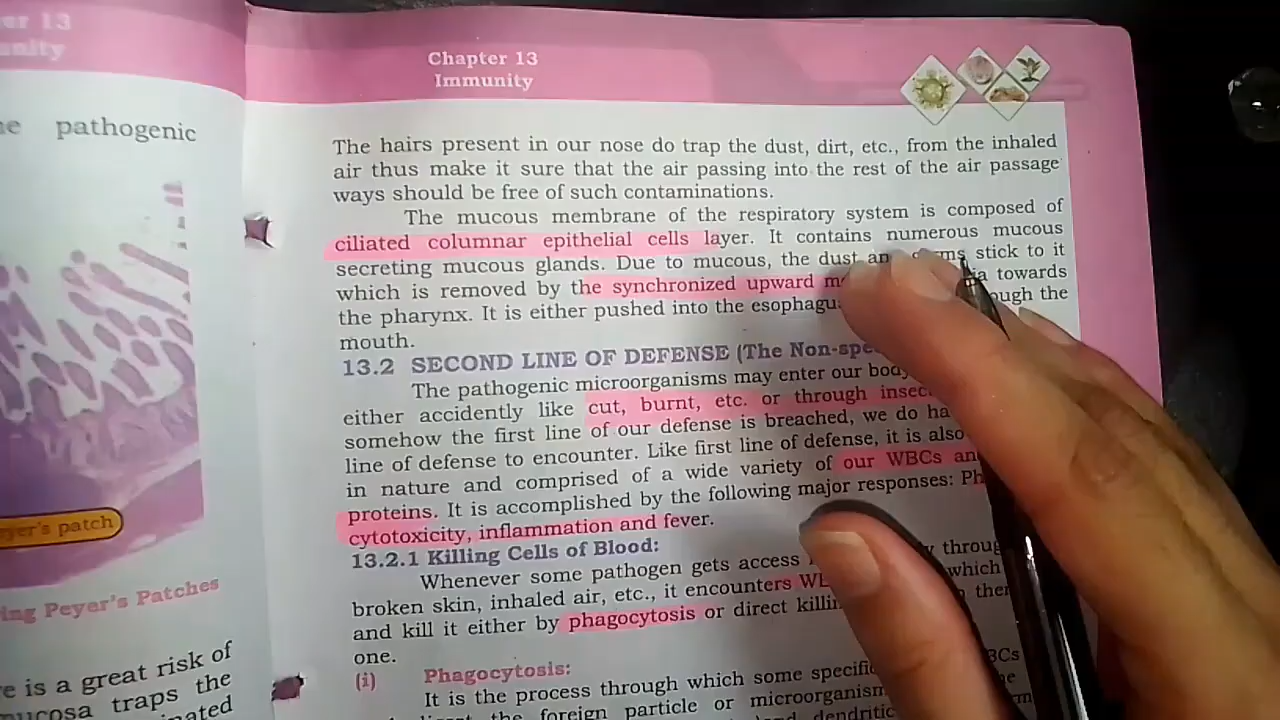 er 13
unity
pathogenic
yer's patch
ing Peyer's Patches
e is a great risk of
mucosa traps the
nated
Chapter 13
Immunity
The hairs present in our nose do trap the dust, dirt, etc., from the inhaled
air thus make it sure that the air passing into the rest of the air passage
ways should be free of such contaminations.
The mucous membrane of the respiratory system is composed of
ciliated columnar epithelial cells layer. It contains numerous mucous
secreting mucous glands. Due to mucous, the dust an stick to it
which is removed by the synchronized upward towards
the pharynx. It is either pushed into the esophagu ough the
mouth.
13.2 SECOND LINE OF DEFENSE (The Non-spe
The pathogenic microorganisms may enter our body
either accidently like cut, burnt, etc. or through insec
somehow the first line of our defense is breached, we do ha
line of defense to encounter. Like first line of defense, it is also
in nature and comprised of a wide variety of our WBCs an
proteins. It is accomplished by the following major responses: Ph
cytotoxicity, inflammation and fever.
13.2.1 Killing Cells of Blood:
Whenever some pathogen gets access throug
broken skin, inhaled air, etc., it encounters WB which
and kill it either by phagocytosis or direct killin
one.
(i) Phagocytosis:
It is the process through which some specific BCs
the foreign particle or microorganism
dendritic